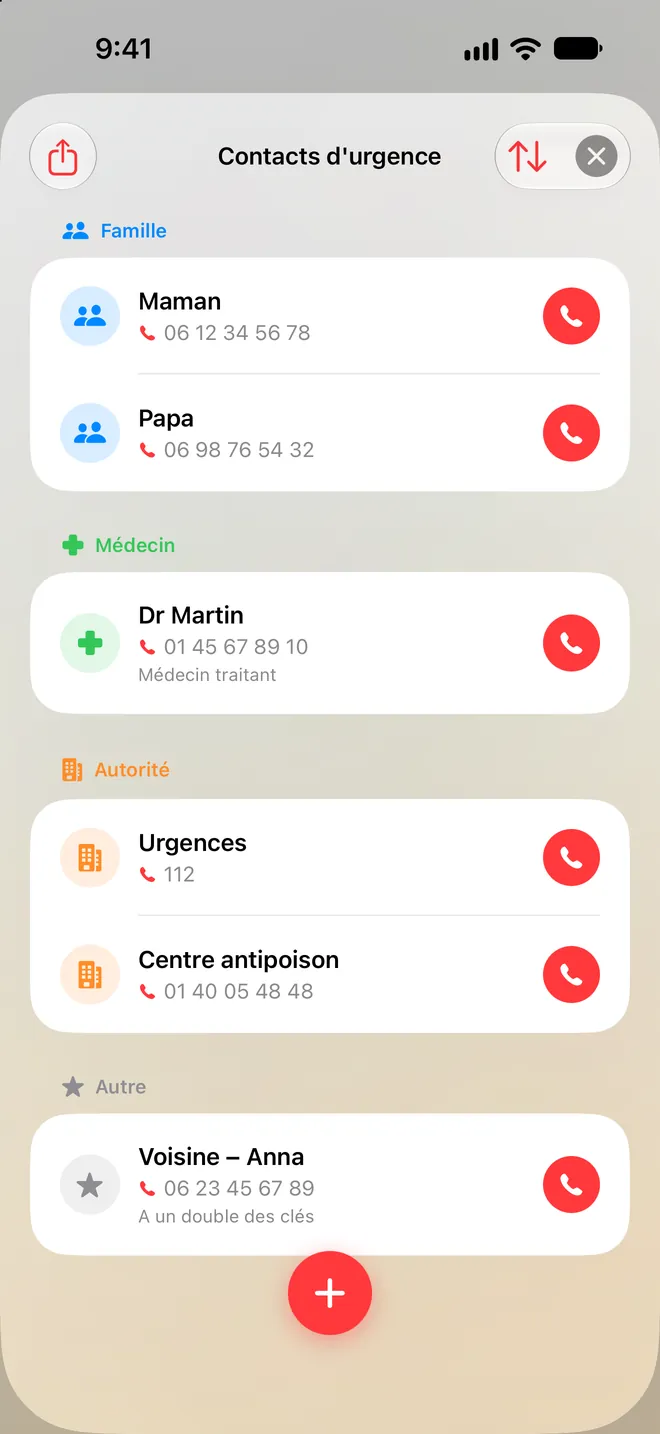 9:41
Contacts d'urgence
Famille
Maman
06 12 34 56 78
Papa
06 98 76 54 32
Médecin
Dr Martin
01 45 67 89 10
Médecin traitant
Autorité
Urgences
112
Centre antipoison
01 40 05 48 48
Autre
Voisine – Anna
06 23 45 67 89
A un double des clés